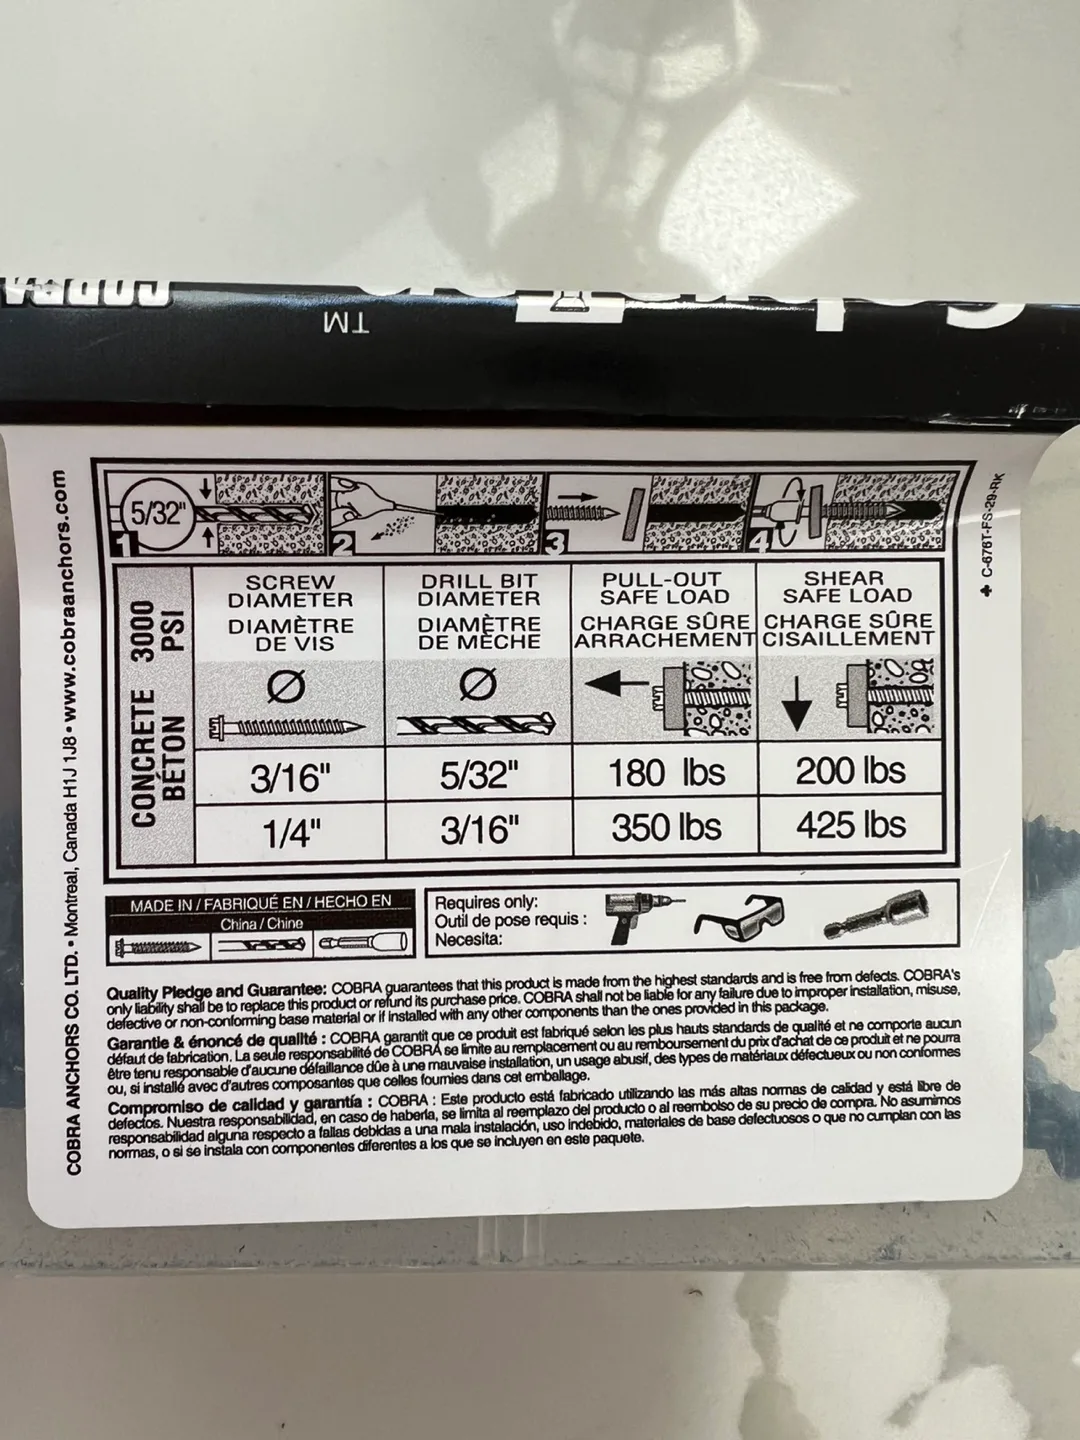 COBRA
TM
COBRA ANCHORS CO. LTD. • Montreal, Canada H1J 1J8 • www.cobraanchors.com
C-676T-FS-29-RK
5/32"
1
2
3
4
CONCRETE 3000
BÉTON PSI
SCREW
DIAMETER
DIAMÈTRE
DE VIS
DRILL BIT
DIAMETER
DIAMÈTRE
DE MÈCHE
PULL-OUT
SAFE LOAD
CHARGE SÛRE
ARRACHEMENT
SHEAR
SAFE LOAD
CHARGE SÛRE
CISAILLEMENT
Ø
Ø
3/16" 5/32" 180 lbs 200 lbs
1/4" 3/16" 350 lbs 425 lbs
MADE IN / FABRIQUÉ EN / HECHO EN
China / Chine
Requires only:
Outil de pose requis :
Necesita:
Quality Pledge and Guarantee: COBRA guarantees that this product is made from the highest standards and is free from defects. COBRA's
only liability shall be to replace this product or refund its purchase price. COBRA shall not be liable for any failure due to improper installation, misuse,
defective or non-conforming base material or if installed with any other components than the ones provided in this package.
Garantie & énoncé de qualité : COBRA garantit que ce produit est fabriqué selon les plus hauts standards de qualité et ne comporte aucun
défaut de fabrication. La seule responsabilité de COBRA se limite au remplacement ou au remboursement du prix d'achat de ce produit et ne pourra
être tenu responsable d'aucune défaillance dûe à une mauvaise installation, un usage abusif, des types de matériaux défectueux ou non conformes
ou, si installé avec d'autres composantes que celles fournies dans cet emballage.
Compromiso de calidad y garantía : COBRA : Este producto está fabricado utilizando las más altas normas de calidad y está libre de
defectos. Nuestra responsabilidad, en caso de haberla, se limita al reemplazo del producto o al reembolso de su precio de compra. No asumimos
responsabilidad alguna respecto a fallas debidas a una mala instalación, uso indebido, materiales de base defectuosos o que no cumplan con las
normas, o si se instala con componentes diferentes a los que se incluyen en este paquete.